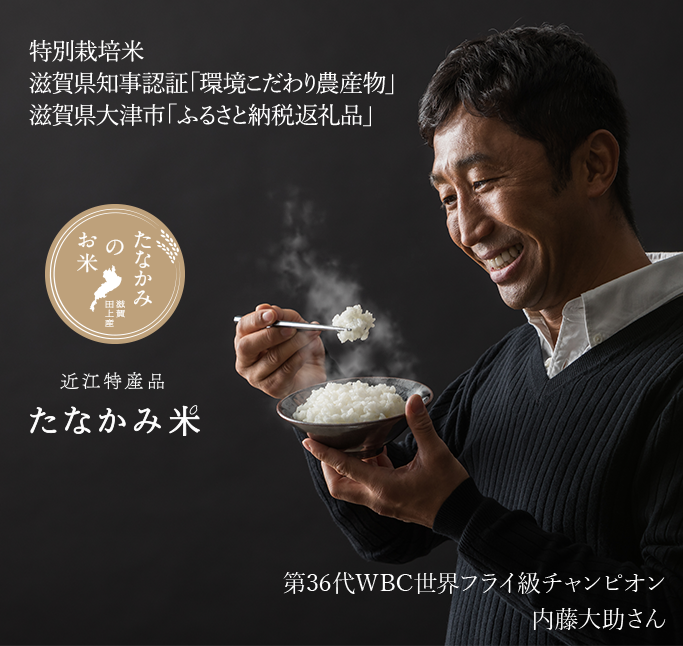 特別栽培米
滋賀県知事認証「環境こだわり農産物」
滋賀県大津市「ふるさと納税返礼品」
たなかみ
の
お米
滋賀
田上産
近江特産品
たなかみ米
第36代WBC世界フライ級チャンピオン
内藤大助さん